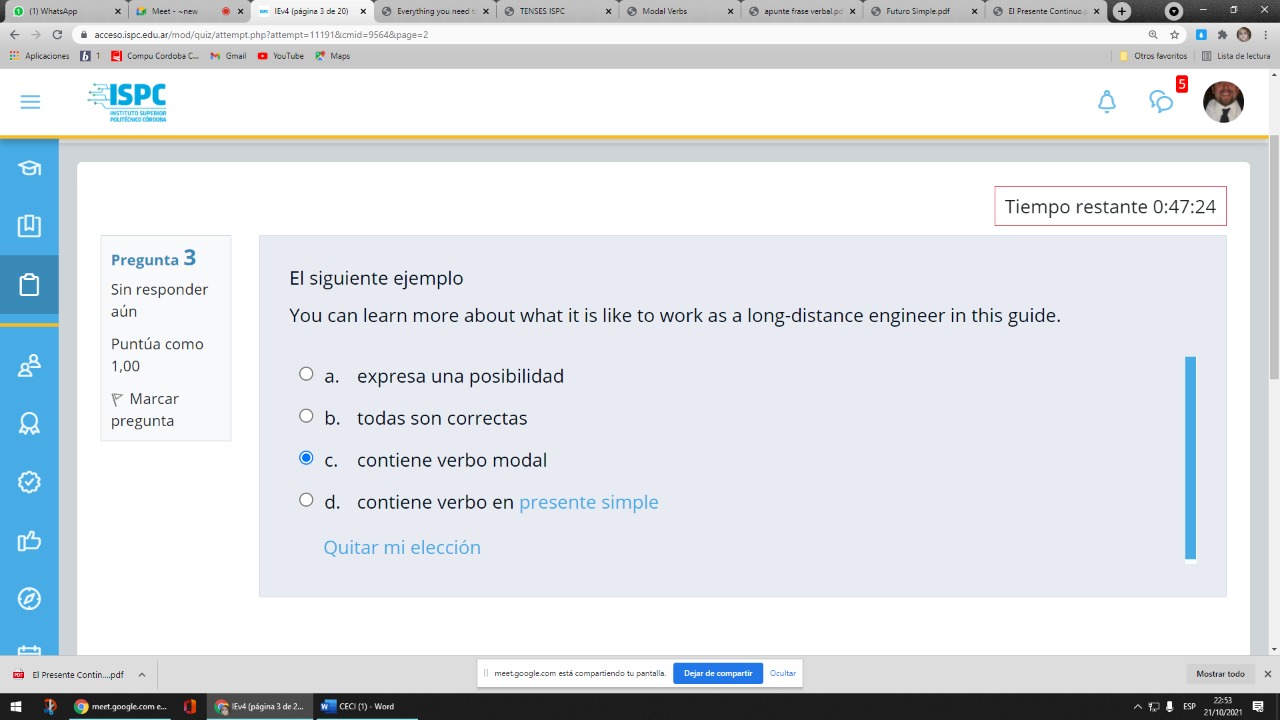 (1) WhatsApp
Meet - ~new
IEv4 (página 3 de 20)
Everything you need t
TENSES ISPC
Modal Verbs
apunte frase verbal.pd
Futuro Simple.pdf
El Presente Continuo.p
acceso.ispc.edu.ar/mod/quiz/attempt.php?attempt=11191&cmid=9564&page=2
Aplicaciones
1
Compu Cordoba C...
Gmail
YouTube
Maps
Otros favoritos
Lista de lectura
ISPC
INSTITUTO SUPERIOR
POLITÉCNICO CÓRDOBA
5
Tiempo restante 0:47:24
Pregunta 3
Sin responder
aún
Puntúa como
1,00
Marcar
pregunta
El siguiente ejemplo
You can learn more about what it is like to work as a long-distance engineer in this guide.
a. expresa una posibilidad
b. todas son correctas
c. contiene verbo modal
d. contiene verbo en presente simple
Quitar mi elección
El Presente Contin....pdf
meet.google.com está compartiendo tu pantalla.
Dejar de compartir
Ocultar
Mostrar todo
meet.google.com e...
IEv4 (página 3 de 2...
CECI (1) - Word
ESP
22:53
21/10/2021